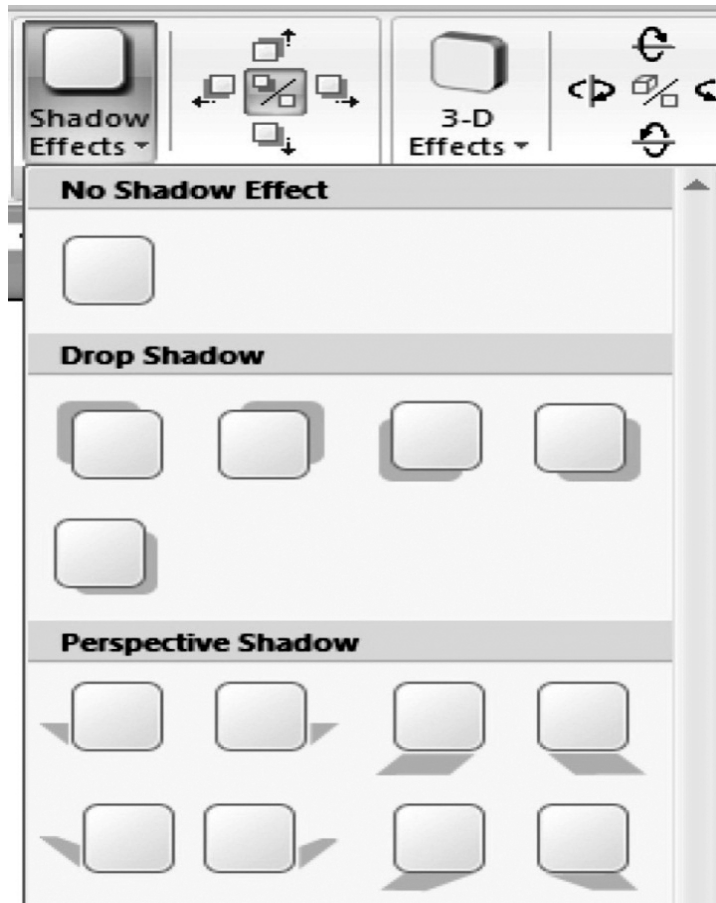 Shadow
Effects
3-D
Effects
No Shadow Effect
Drop Shadow
Perspective Shadow